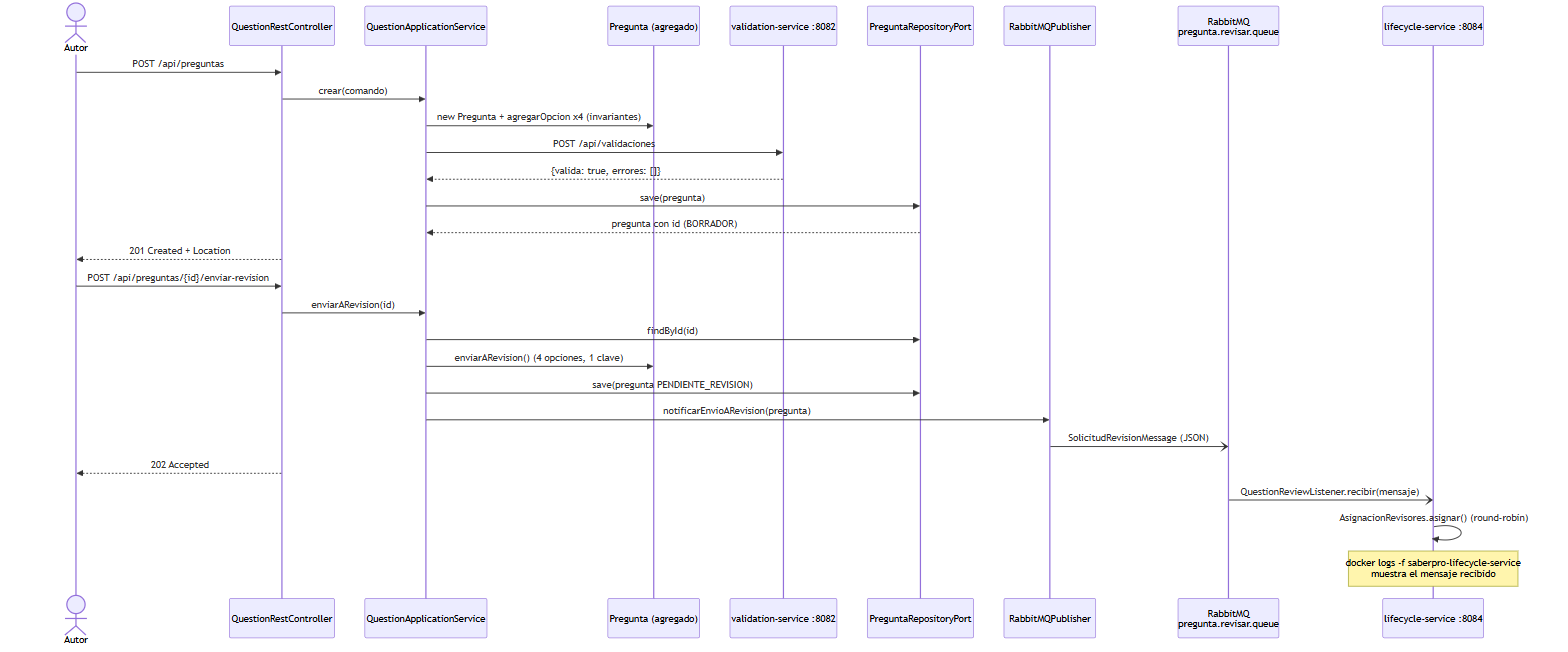 Autor
QuestionRestController
QuestionApplicationService
Pregunta (agregado)
validation-service :8082
PreguntaRepositoryPort
RabbitMQPublisher
RabbitMQ
pregunta.revisar.queue
lifecycle-service :8084
POST /api/preguntas
crear(comando)
new Pregunta + agregarOpcion x4 (invariantes)
POST /api/validaciones
{valida: true, errores: []}
save(pregunta)
pregunta con id (BORRADOR)
201 Created + Location
POST /api/preguntas/{id}/enviar-revision
enviarARevision(id)
findById(id)
enviarARevision() (4 opciones, 1 clave)
save(pregunta PENDIENTE_REVISION)
notificarEnvioARevision(pregunta)
SolicitudRevisionMessage (JSON)
202 Accepted
QuestionReviewListener.recibir(mensaje)
AsignacionRevisores.asignar() (round-robin)
docker logs -f saberpro-lifecycle-service
muestra el mensaje recibido
Autor
QuestionRestController
QuestionApplicationService
Pregunta (agregado)
validation-service :8082
PreguntaRepositoryPort
RabbitMQPublisher
RabbitMQ
pregunta.revisar.queue
lifecycle-service :8084